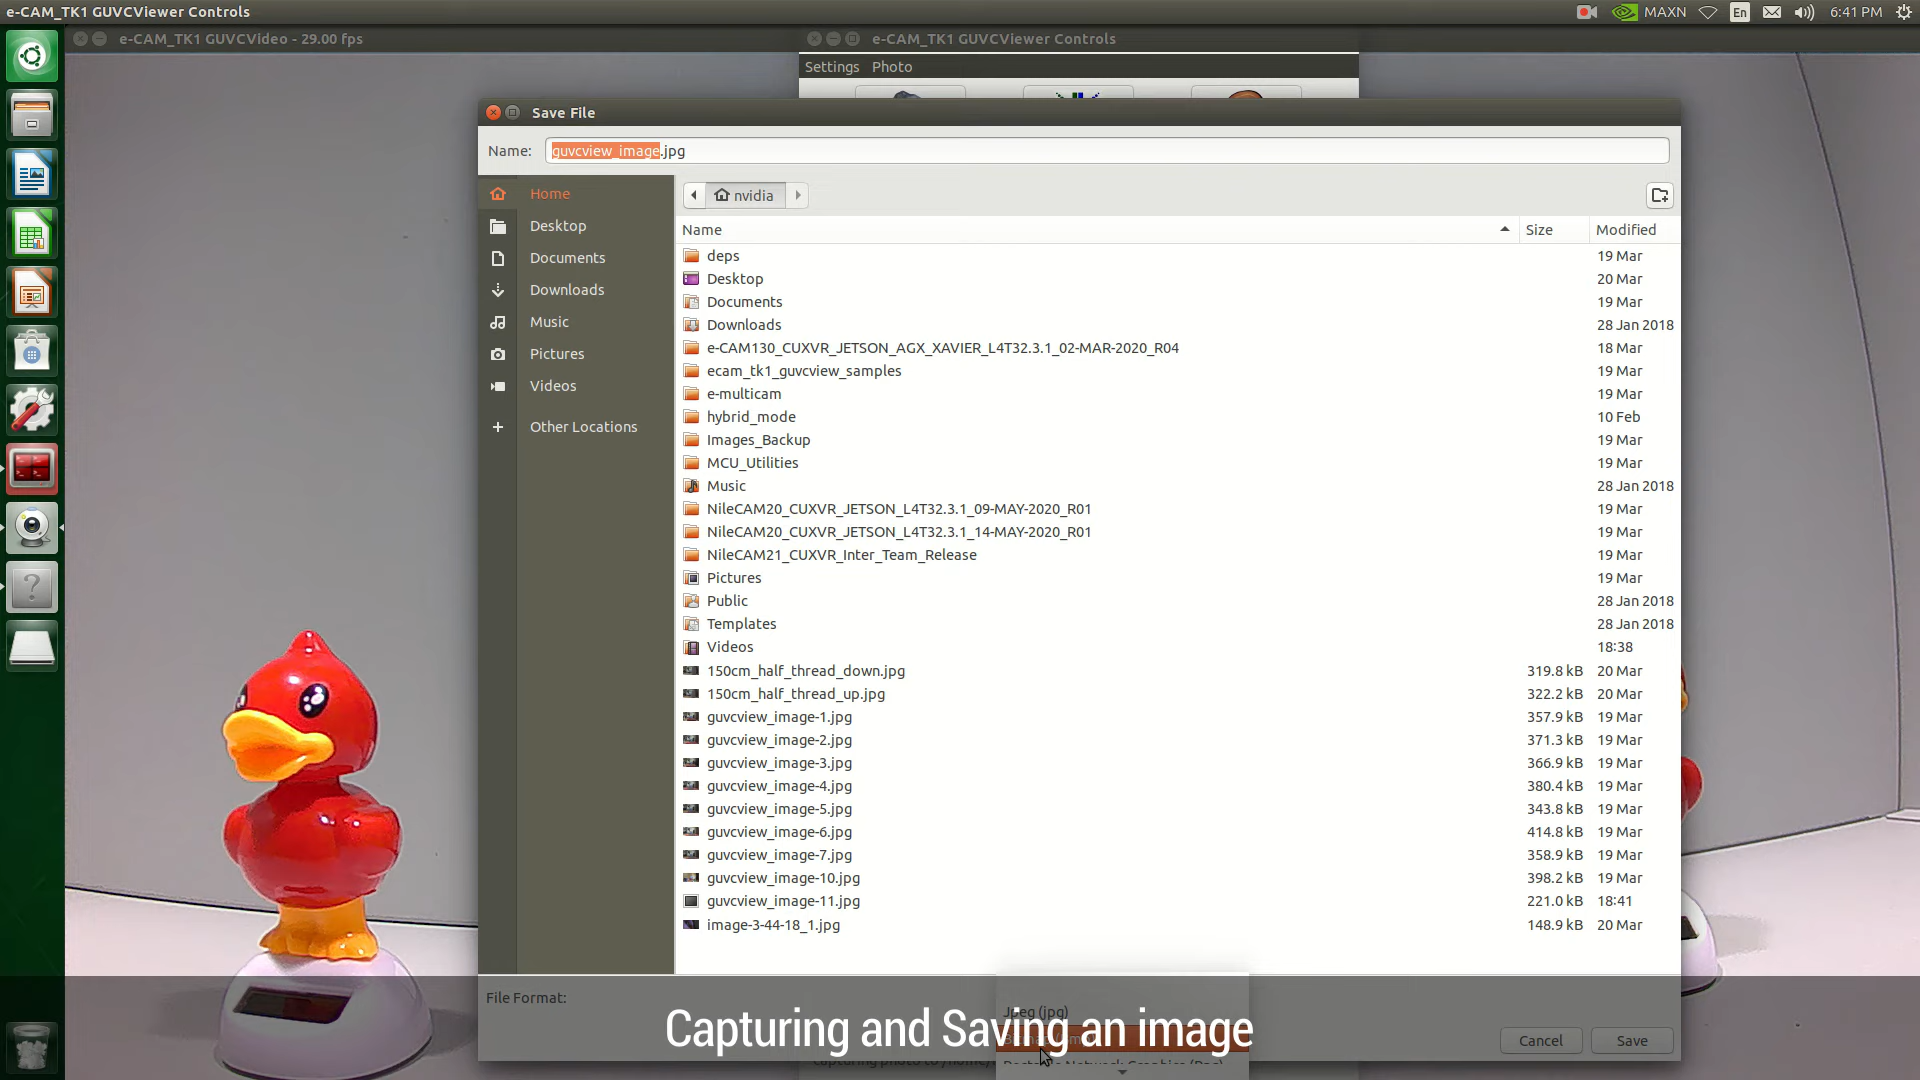 e-CAM_TK1 GUVCViewer Controls
MAXN
En
6:41 PM
e-CAM_TK1 GUVCVideo - 29.00 fps
e-CAM_TK1 GUVCViewer Controls
Settings Photo
Save File
Name: guvcview_image.jpg
Home
Desktop
Documents
Downloads
Music
Pictures
Videos
Other Locations
nvidia
Name Size Modified
deps 19 Mar
Desktop 20 Mar
Documents 19 Mar
Downloads 28 Jan 2018
e-CAM130_CUXVR_JETSON_AGX_XAVIER_L4T32.3.1_02-MAR-2020_R04 18 Mar
ecam_tk1_guvcview_samples 19 Mar
e-multicam 19 Mar
hybrid_mode 10 Feb
Images_Backup 19 Mar
MCU_Utilities 19 Mar
Music 28 Jan 2018
NileCAM20_CUXVR_JETSON_L4T32.3.1_09-MAY-2020_R01 19 Mar
NileCAM20_CUXVR_JETSON_L4T32.3.1_14-MAY-2020_R01 19 Mar
NileCAM21_CUXVR_Inter_Team_Release 19 Mar
Pictures 19 Mar
Public 28 Jan 2018
Templates 28 Jan 2018
Videos 18:38
150cm_half_thread_down.jpg 319.8 kB 20 Mar
150cm_half_thread_up.jpg 322.2 kB 20 Mar
guvcview_image-1.jpg 357.9 kB 19 Mar
guvcview_image-2.jpg 371.3 kB 19 Mar
guvcview_image-3.jpg 366.9 kB 19 Mar
guvcview_image-4.jpg 380.4 kB 19 Mar
guvcview_image-5.jpg 343.8 kB 19 Mar
guvcview_image-6.jpg 414.8 kB 19 Mar
guvcview_image-7.jpg 358.9 kB 19 Mar
guvcview_image-10.jpg 398.2 kB 19 Mar
guvcview_image-11.jpg 221.0 kB 18:41
image-3-44-18_1.jpg 148.9 kB 20 Mar
File Format:
Jpeg (jpg)
Capturing and Saving an image
Cancel Save